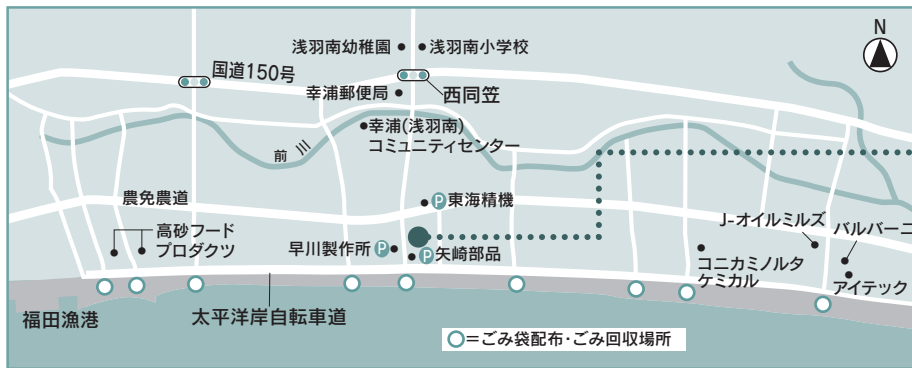 浅羽南幼稚園
浅羽南小学校
N
国道150号
幸浦郵便局
西同笠
幸浦(浅羽南)
コミュニティセンター
前川
農免農道
P
東海精機
高砂フード
プロダクツ
早川製作所
P
P
矢崎部品
J-オイルミルズ
バルバーニ
コニカミノルタ
ケミカル
アイテック
福田漁港
太平洋岸自転車道
=ごみ袋配布・ごみ回収場所